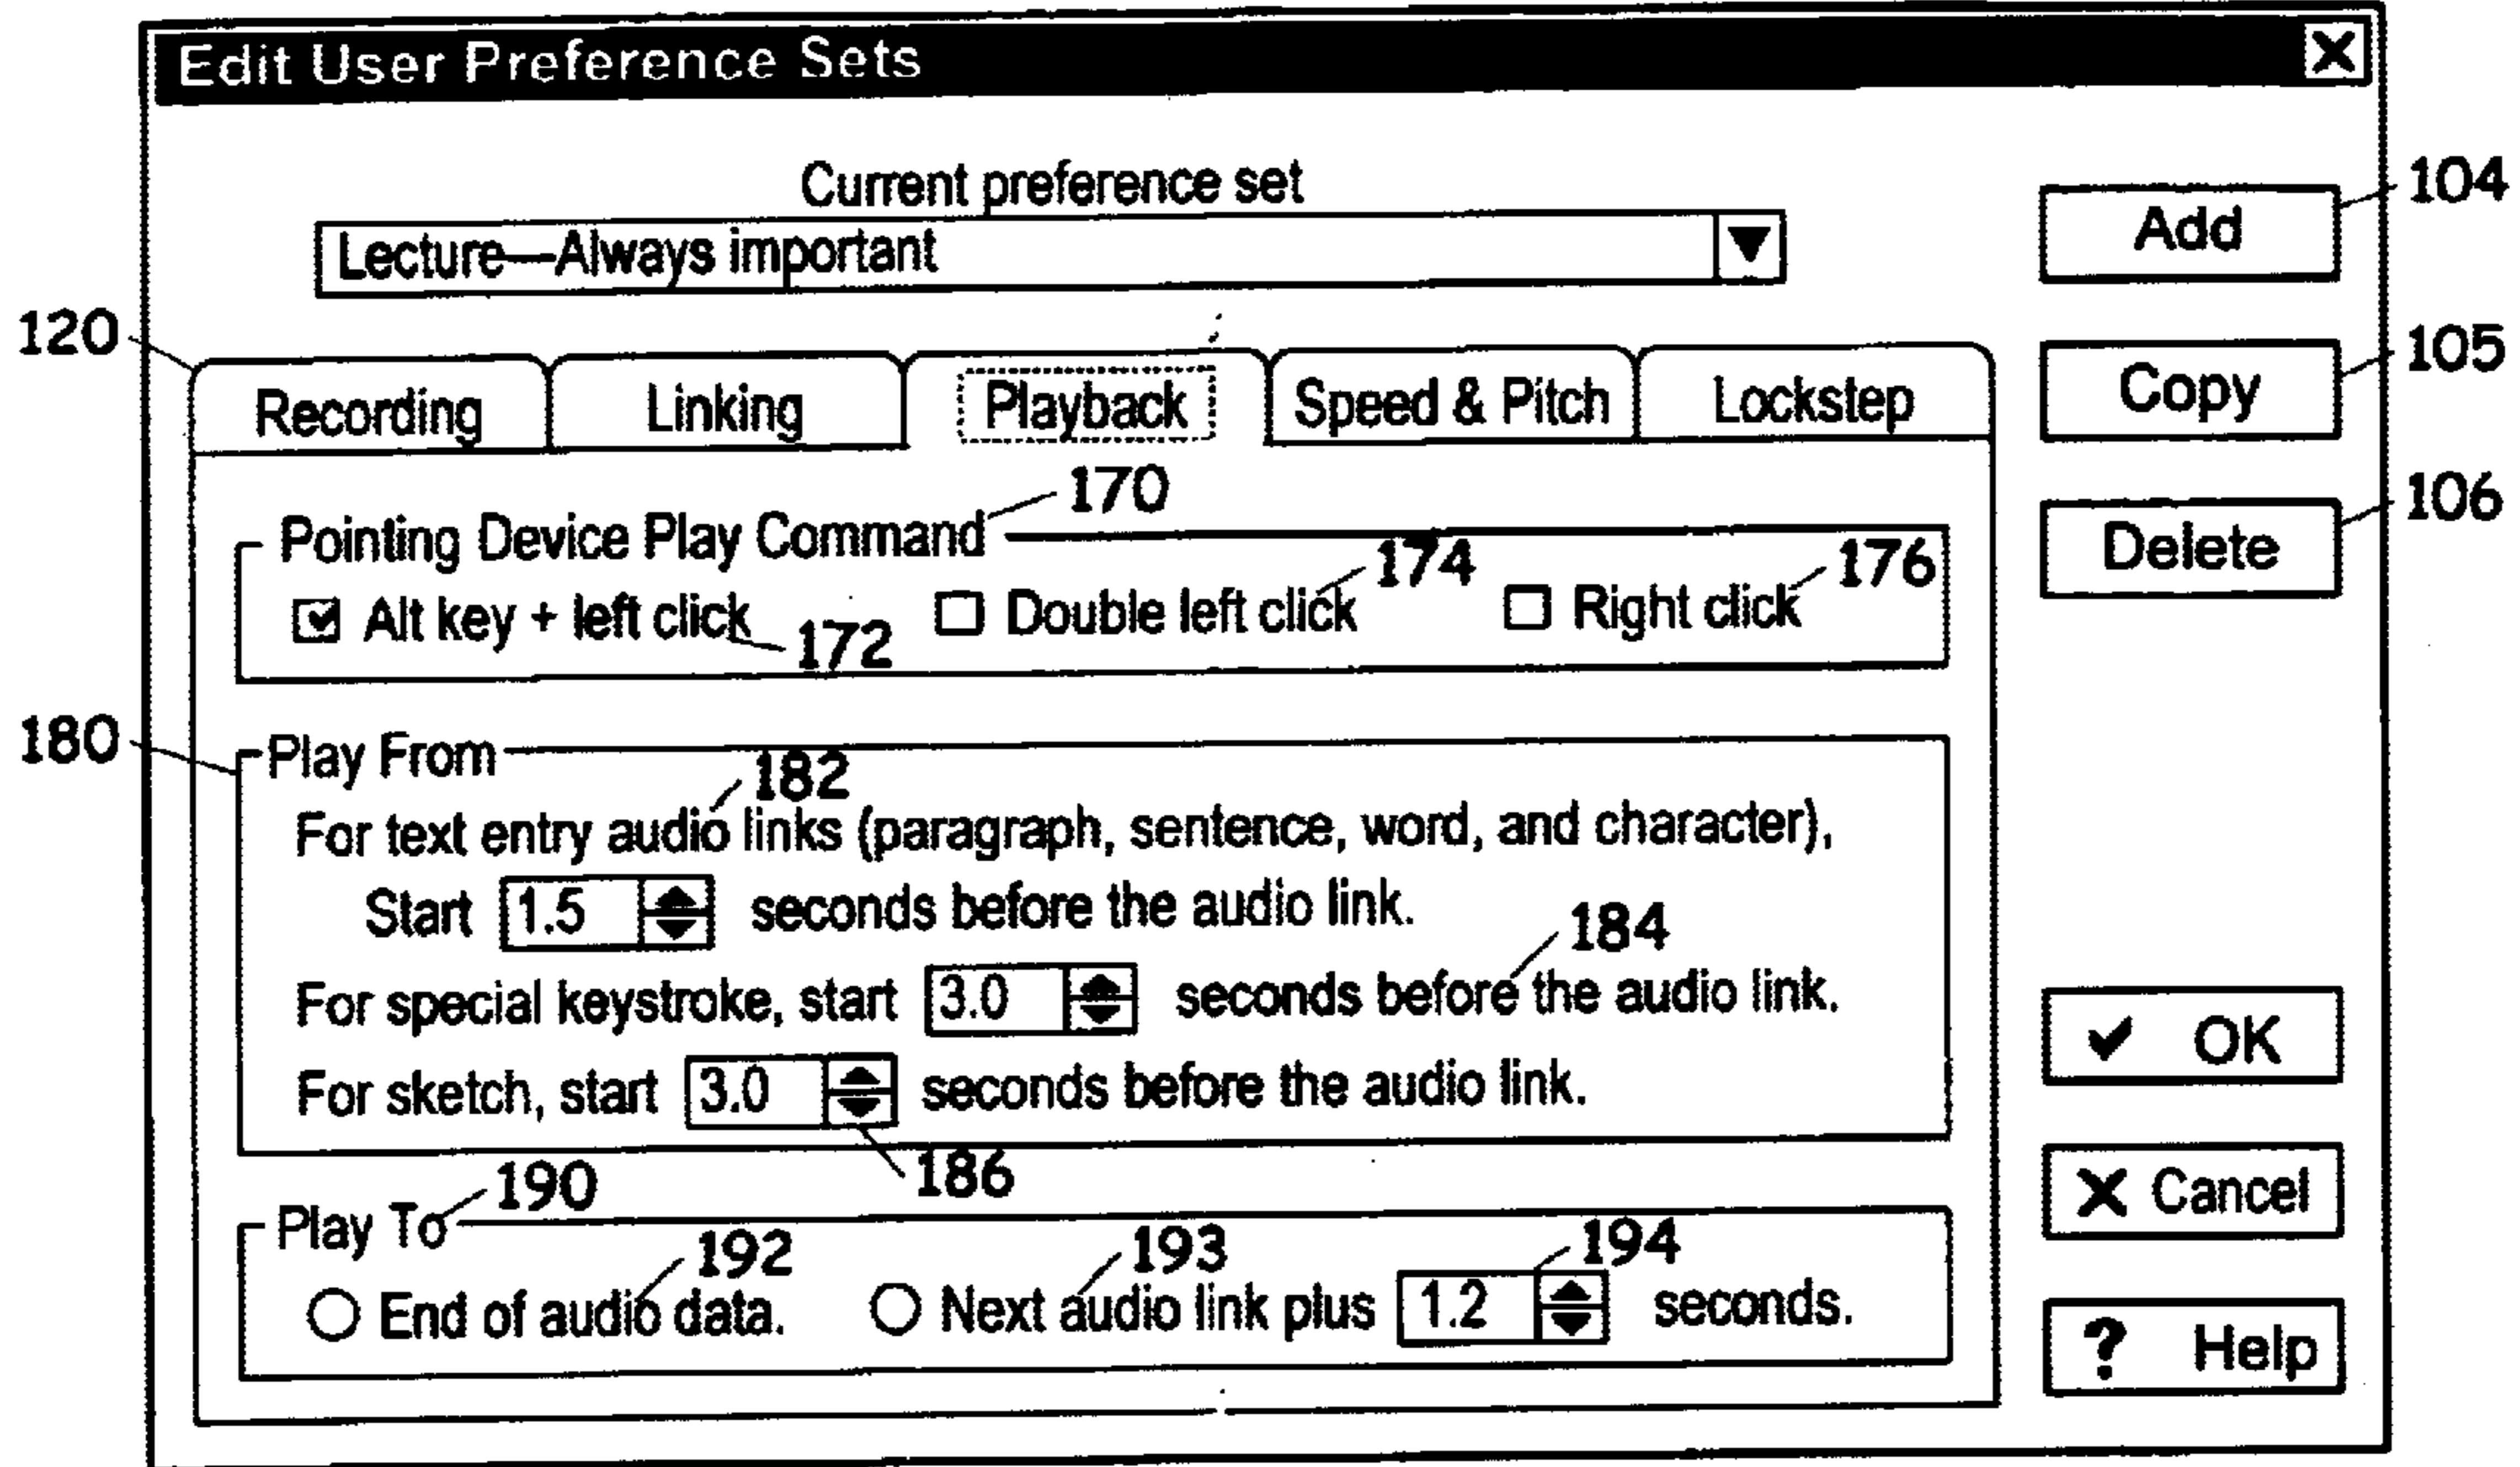 Edit User Preference Sets
Current preference set
Lecture—Always important
Add
104
120
Recording
Linking
Playback
Speed & Pitch
Lockstep
Copy
105
Delete
106
Pointing Device Play Command
170
Alt key + left click
172
Double left click
174
Right click
176
180
Play From
182
For text entry audio links (paragraph, sentence, word, and character),
Start 1.5 seconds before the audio link.
184
For special keystroke, start 3.0 seconds before the audio link.
For sketch, start 3.0 seconds before the audio link.
186
Play To
190
192
193
194
End of audio data.
Next audio link plus 1.2 seconds.
OK
Cancel
? Help